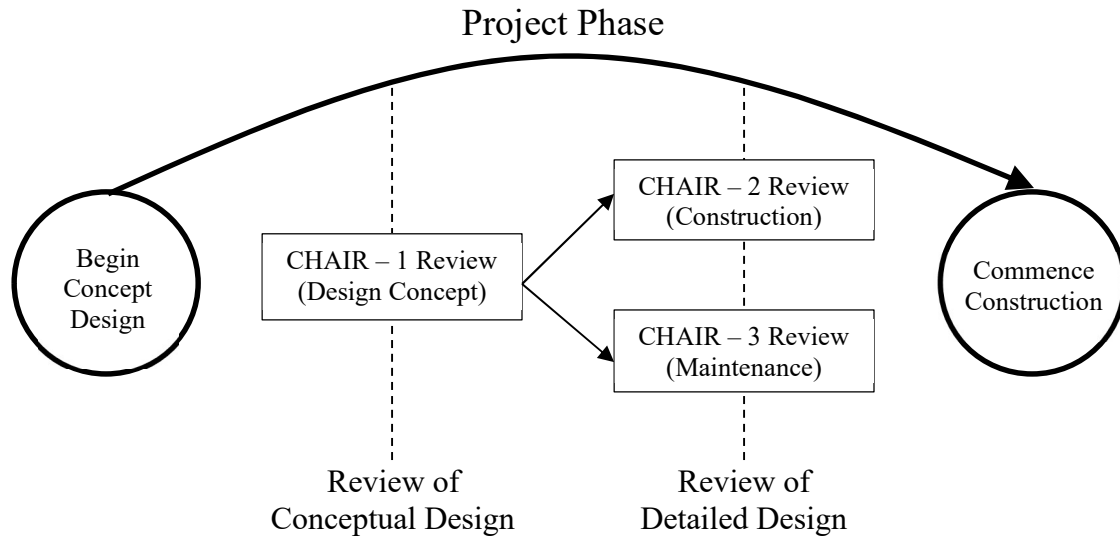 Project Phase
Begin
Concept
Design
CHAIR – 1 Review
(Design Concept)
CHAIR – 2 Review
(Construction)
CHAIR – 3 Review
(Maintenance)
Commence
Construction
Review of
Conceptual Design
Review of
Detailed Design